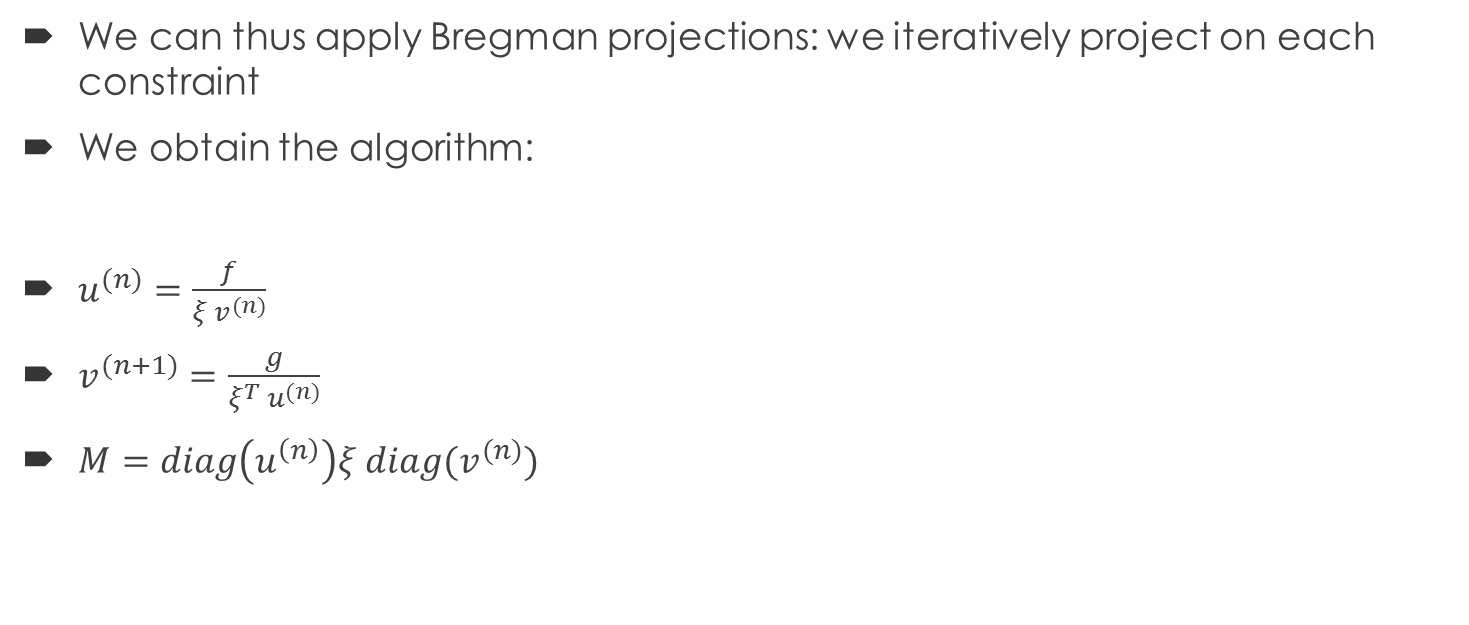 We can thus apply Bregman projections: we iteratively project on each
constraint
We obtain the algorithm:
u^(n) = f / (ξ v^(n))
v^(n+1) = g / (ξ^T u^(n))
M = diag(u^(n))ξ diag(v^(n))